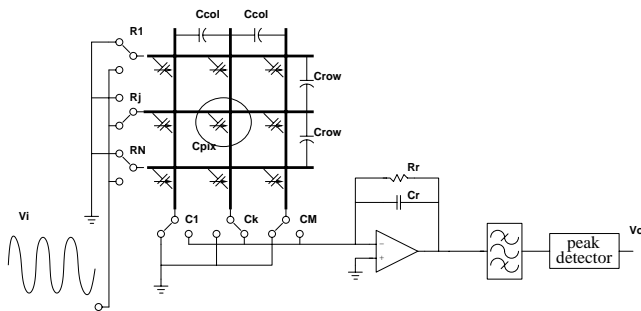 Ccol Ccol
R1
Crow
Rj
Crow
Cpix
RN
Rr
Cr
Vi
C1 Ck CM
−
+
peak
detector
Vo